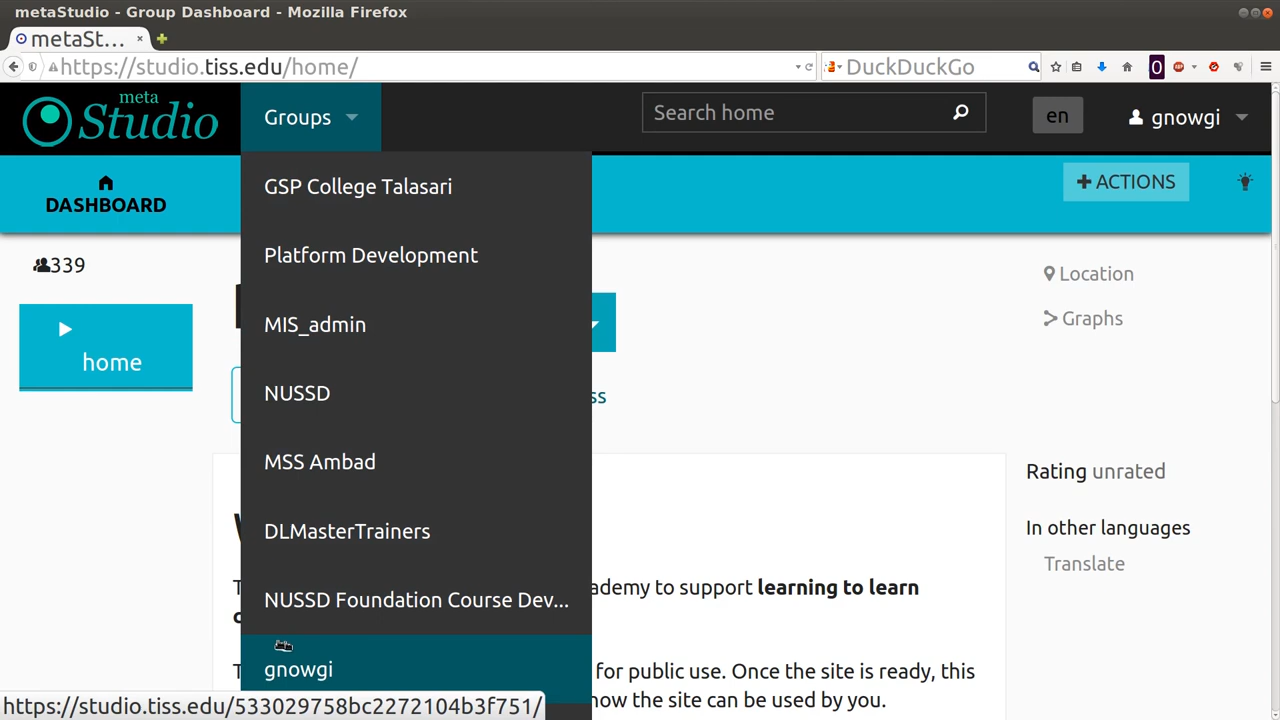 metaStudio - Group Dashboard - Mozilla Firefox
metaSt...
https://studio.tiss.edu/home/
DuckDuckGo
meta
Studio
Groups
Search home
en
gnowgi
DASHBOARD
ACTIONS
GSP College Talasari
Platform Development
MIS_admin
NUSSD
MSS Ambad
DLMasterTrainers
NUSSD Foundation Course Dev...
gnowgi
339
home
Location
Graphs
ss
Rating unrated
In other languages
Translate
ademy to support learning to learn
for public use. Once the site is ready, this
now the site can be used by you.
https://studio.tiss.edu/533029758bc2272104b3f751/